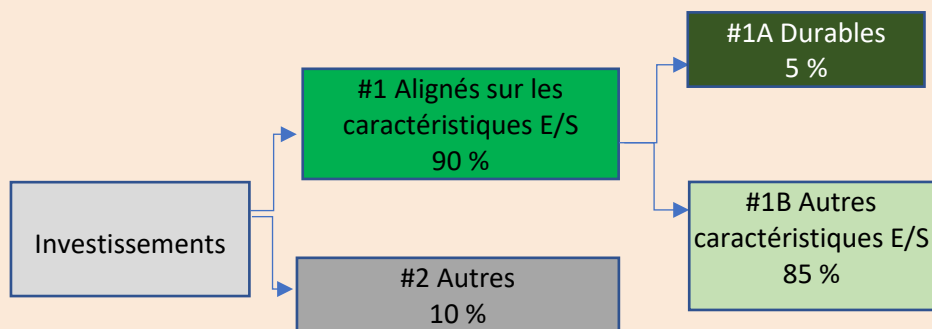 #1A Durables
5 %
#1 Alignés sur les
caractéristiques E/S
90 %
#1B Autres
caractéristiques E/S
85 %
Investissements
#2 Autres
10 %